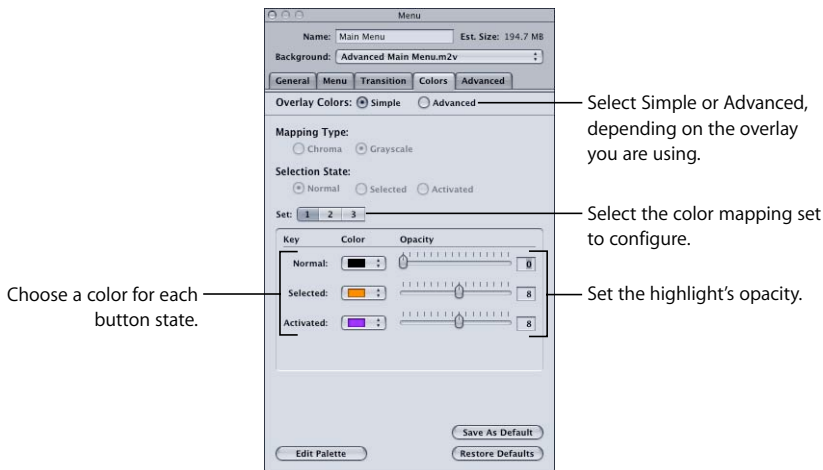 Menu
Name: Main Menu Est. Size: 194.7 MB
Background: Advanced Main Menu.m2v
General Menu Transition Colors Advanced
Overlay Colors: Simple Advanced
Select Simple or Advanced,
depending on the overlay
you are using.
Mapping Type:
Chroma Grayscale
Selection State:
Normal Selected Activated
Set: 1 2 3
Select the color mapping set
to configure.
Key Color Opacity
Normal: 0
Selected: 8
Activated: 8
Choose a color for each
button state.
Set the highlight’s opacity.
Save As Default
Edit Palette Restore Defaults